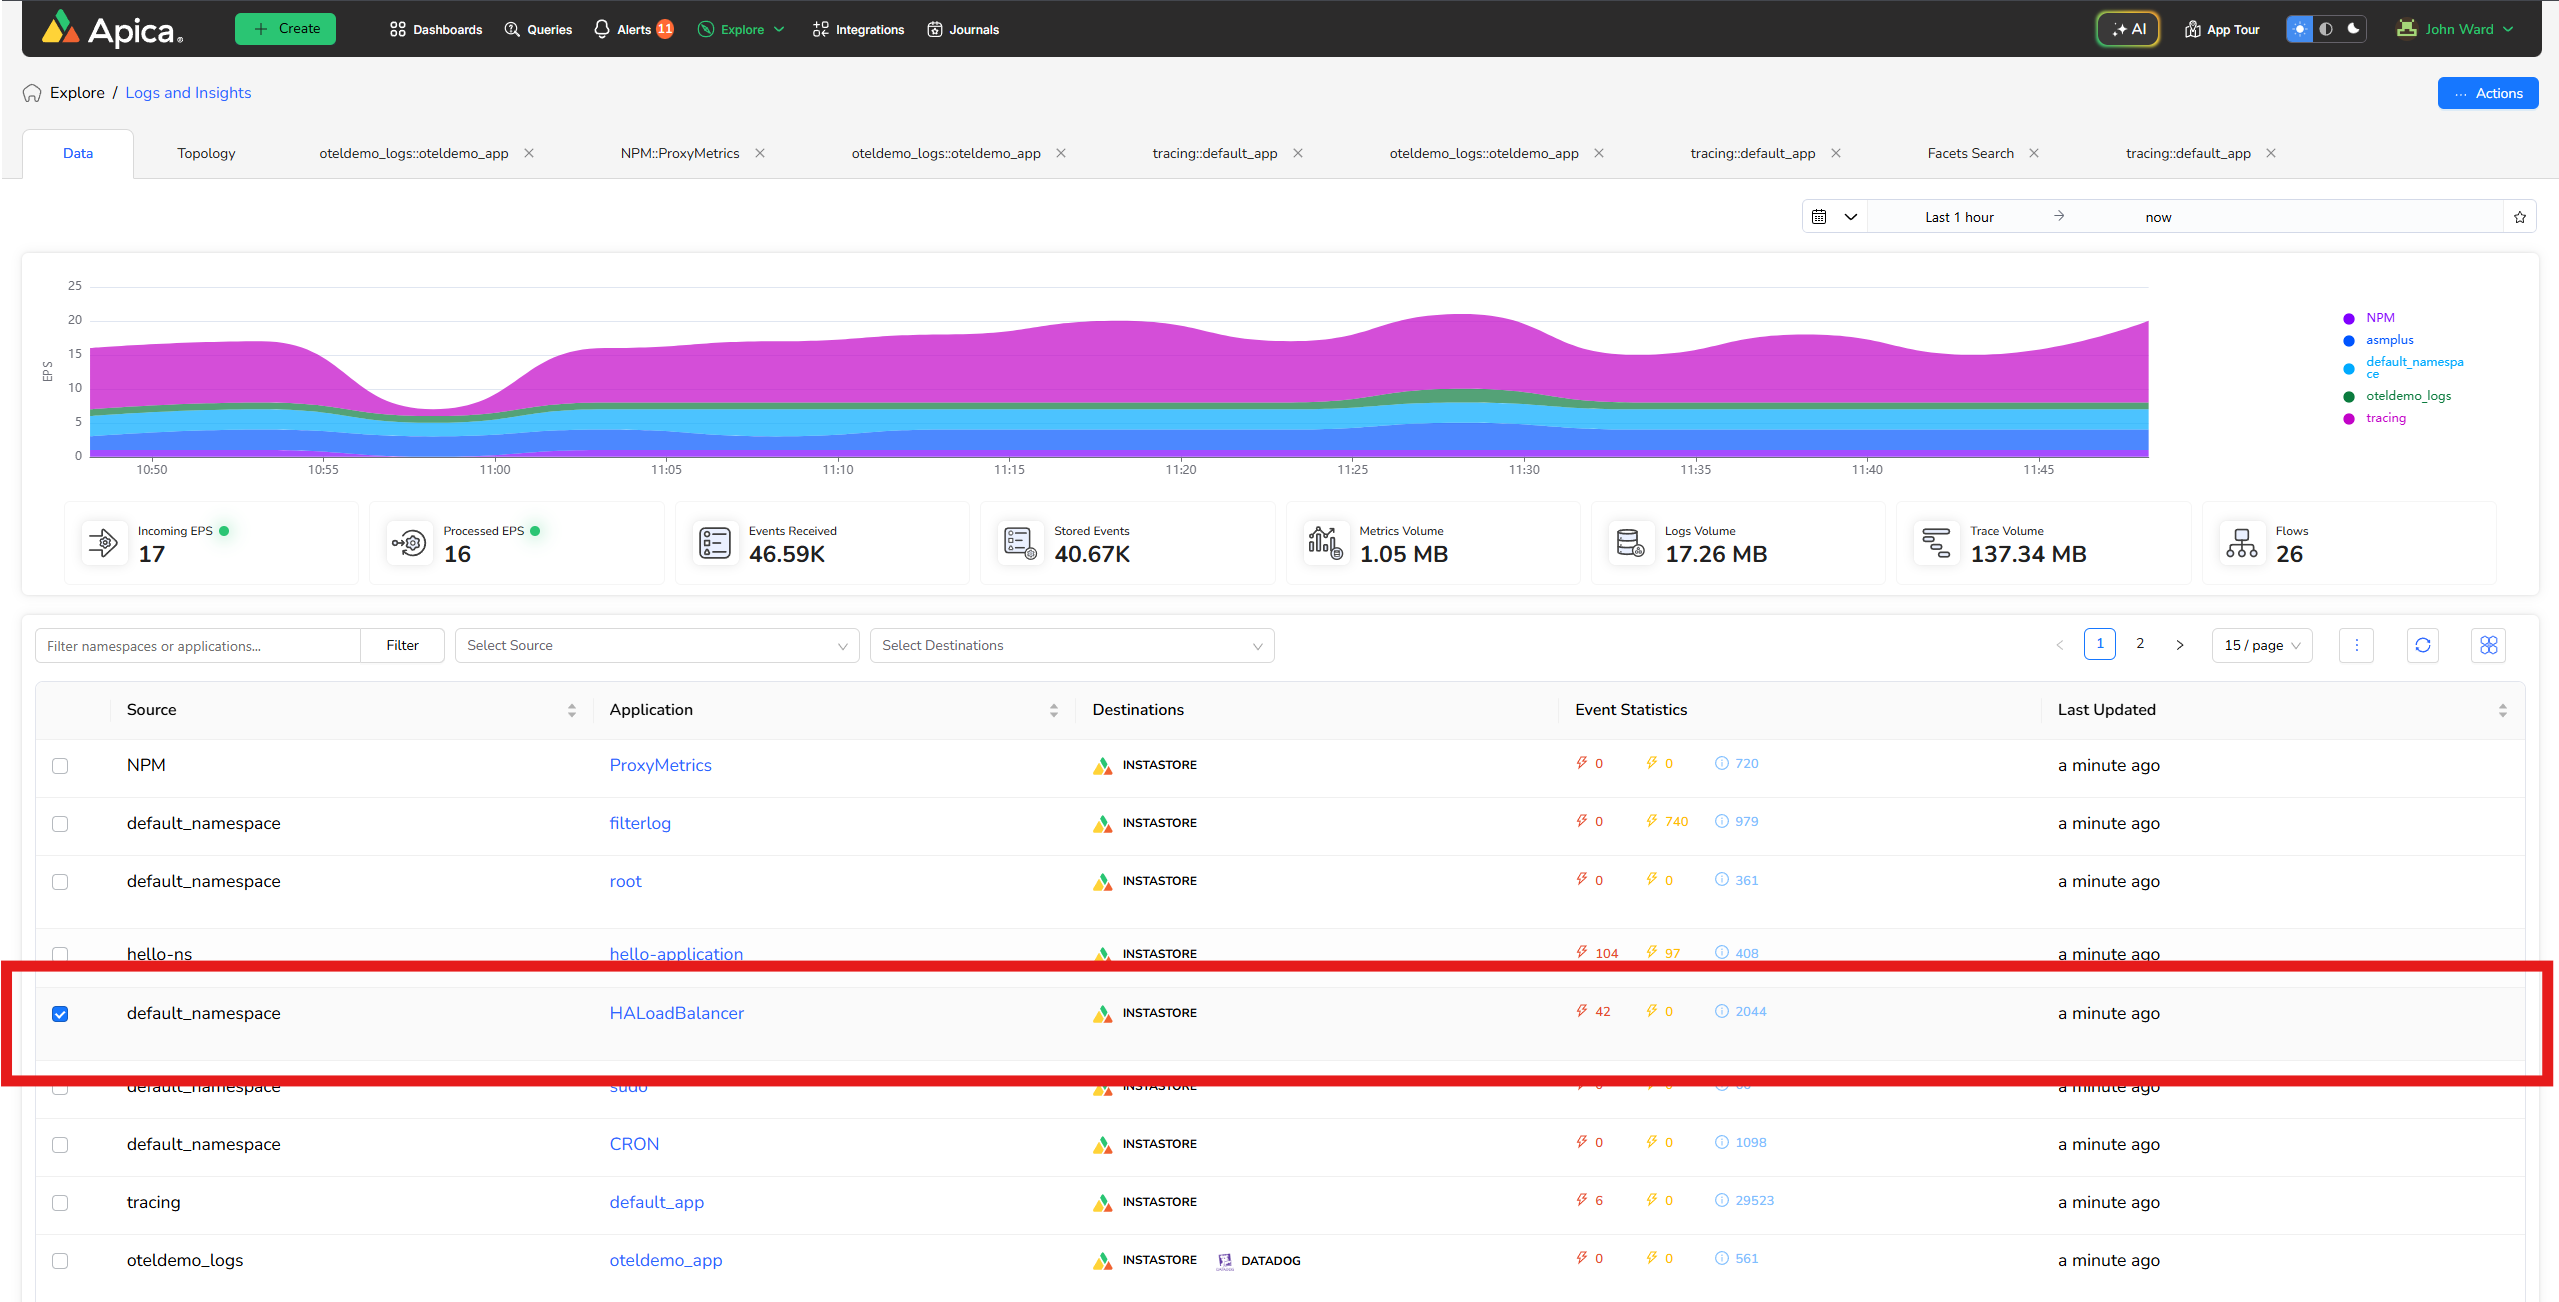 Apica
+ Create
Dashboards
Queries
Alerts 11
Explore
Integrations
Journals
AI
App Tour
John Ward
Explore / Logs and Insights
... Actions
Data
Topology
oteldemo_logs::oteldemo_app
NPM::ProxyMetrics
oteldemo_logs::oteldemo_app
tracing::default_app
oteldemo_logs::oteldemo_app
tracing::default_app
Facets Search
tracing::default_app
Last 1 hour → now
EPS
25
20
15
10
5
0
10:50 10:55 11:00 11:05 11:10 11:15 11:20 11:25 11:30 11:35 11:40 11:45
NPM
asmplus
default_namespa
ce
oteldemo_logs
tracing
Incoming EPS
17
Processed EPS
16
Events Received
46.59K
Stored Events
40.67K
Metrics Volume
1.05 MB
Logs Volume
17.26 MB
Trace Volume
137.34 MB
Flows
26
Filter namespaces or applications...
Filter
Select Source
Select Destinations
< 1 2 >
15 / page
Source Application Destinations Event Statistics Last Updated
NPM ProxyMetrics INSTASTORE 0 0 720 a minute ago
default_namespace filterlog INSTASTORE 0 740 979 a minute ago
default_namespace root INSTASTORE 0 0 361 a minute ago
hello-ns hello-application INSTASTORE 104 97 408 a minute ago
default_namespace HALoadBalancer INSTASTORE 42 0 2044 a minute ago
default_namespace sudo INSTASTORE a minute ago
default_namespace CRON INSTASTORE 0 0 1098 a minute ago
tracing default_app INSTASTORE 6 0 29523 a minute ago
oteldemo_logs oteldemo_app INSTASTORE DATADOG 0 0 561 a minute ago